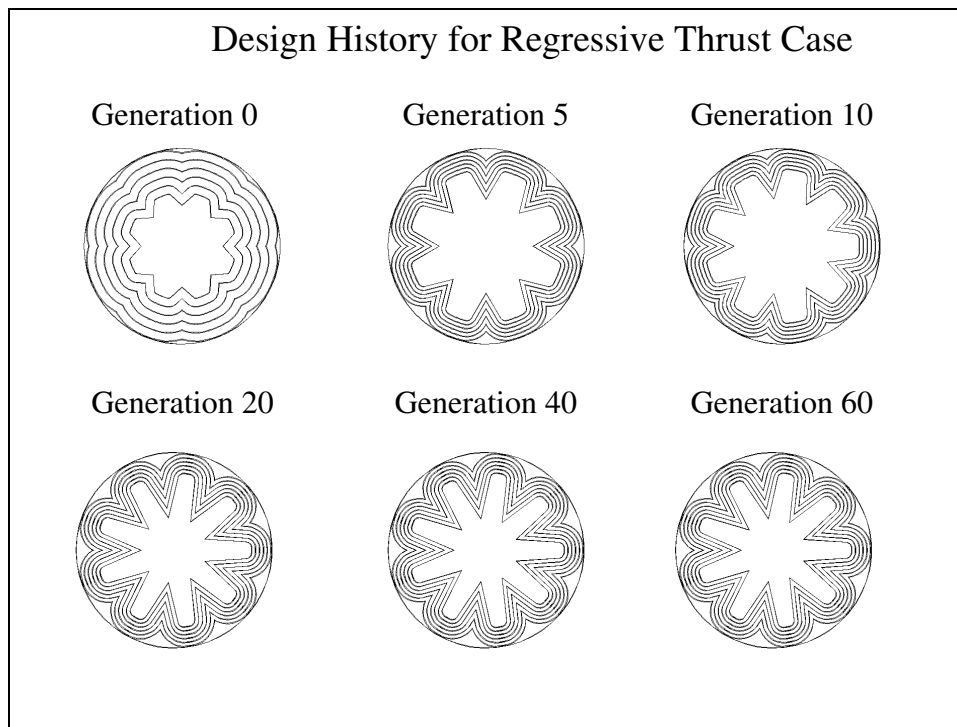 Design History for Regressive Thrust Case
Generation 0
Generation 5
Generation 10
Generation 20
Generation 40
Generation 60